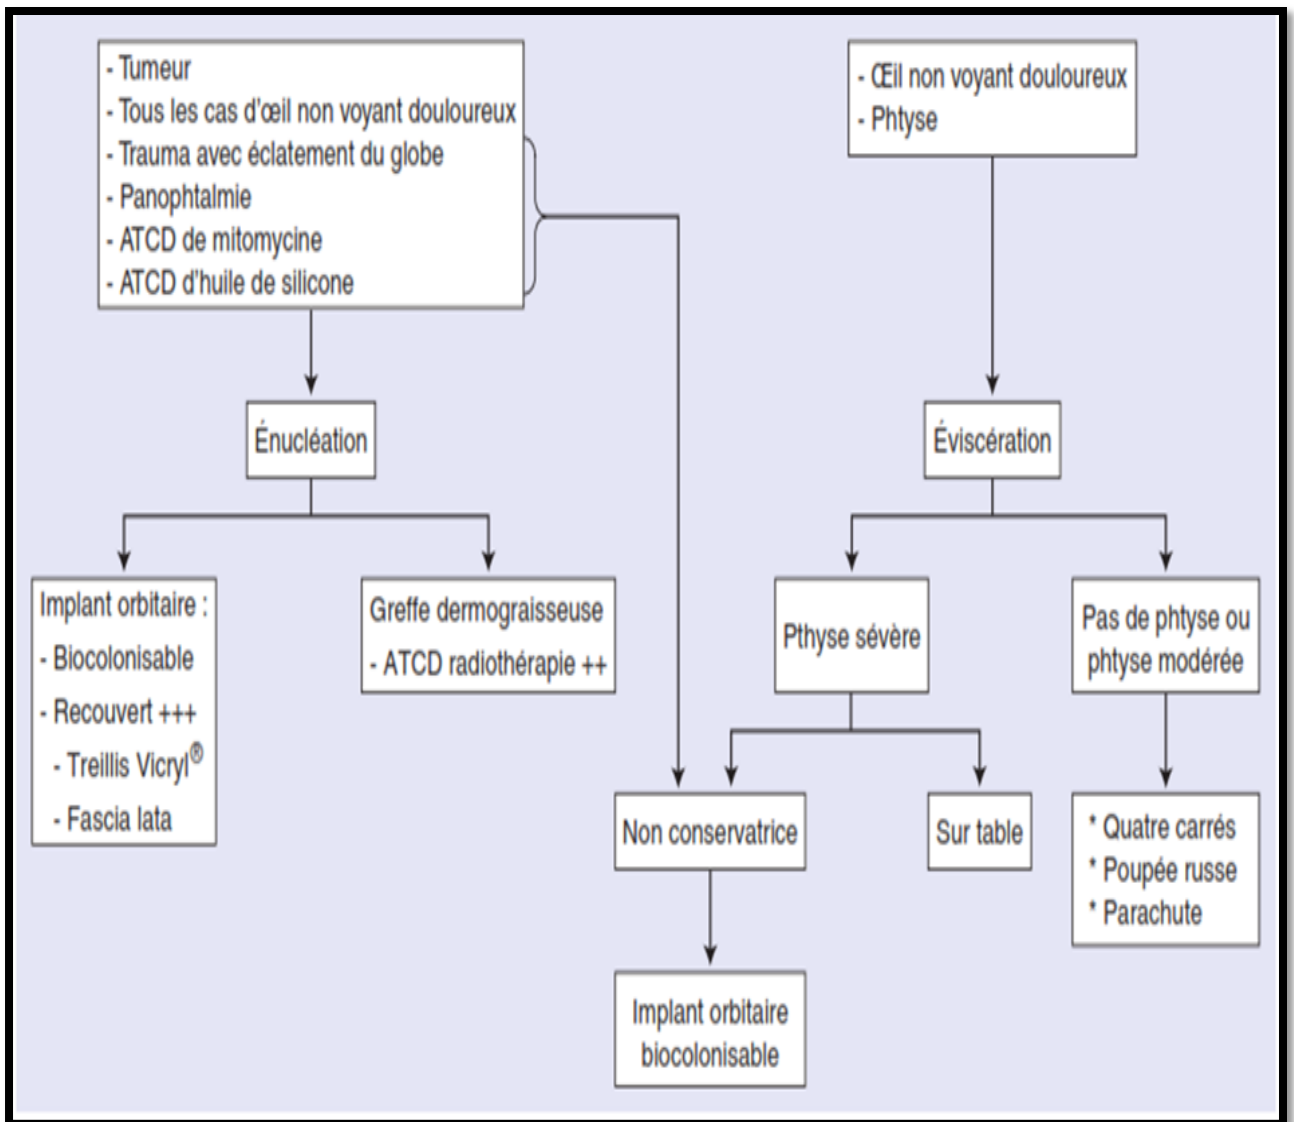 - Tumeur
- Tous les cas d'œil non voyant douloureux
- Trauma avec éclatement du globe
- Panophtalmie
- ATCD de mitomycine
- ATCD d'huile de silicone
- Œil non voyant douloureux
- Phtyse
Énucléation
Éviscération
Implant orbitaire :
- Biocolonisable
- Recouvert +++
- Treillis Vicryl®
- Fascia lata
Greffe dermograisseuse
- ATCD radiothérapie ++
Pthyse sévère
Pas de phtyse ou
phtyse modérée
Non conservatrice
Sur table
* Quatre carrés
* Poupée russe
* Parachute
Implant orbitaire
biocolonisable